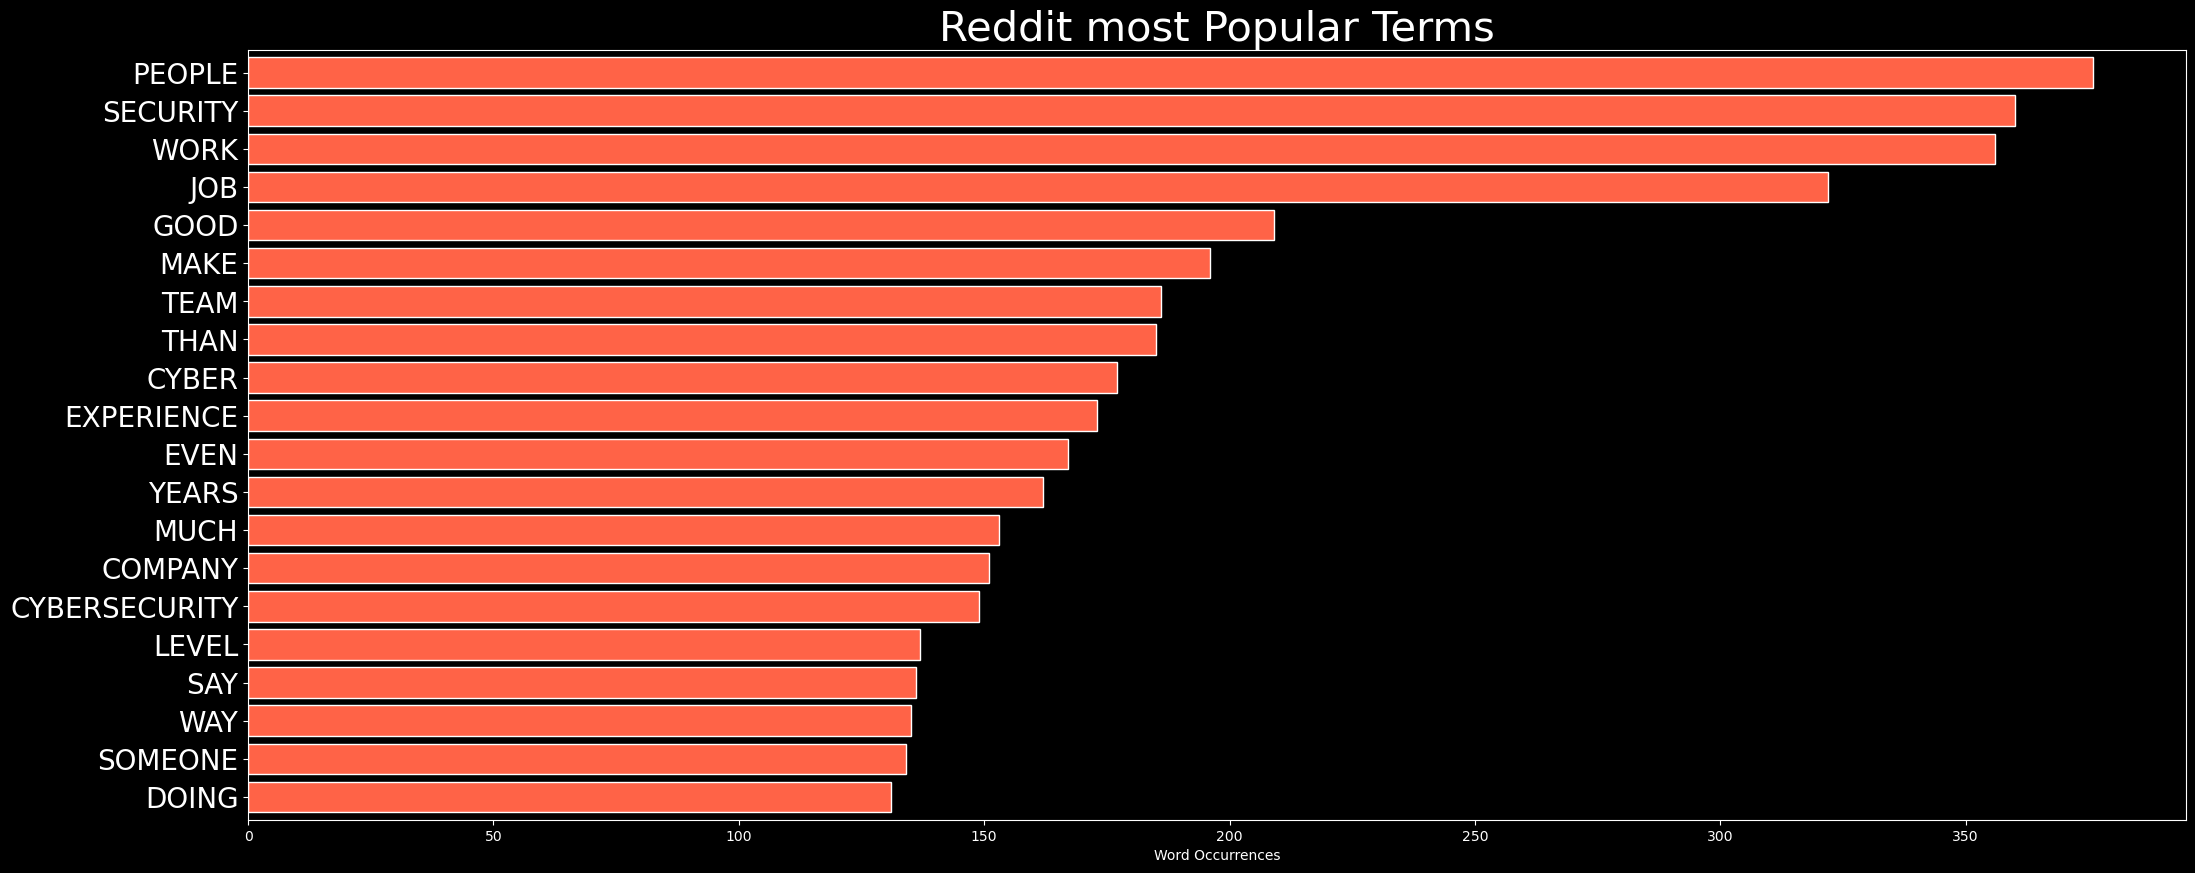 Reddit most Popular Terms
PEOPLE
SECURITY
WORK
JOB
GOOD
MAKE
TEAM
THAN
CYBER
EXPERIENCE
EVEN
YEARS
MUCH
COMPANY
CYBERSECURITY
LEVEL
SAY
WAY
SOMEONE
DOING
0 50 100 150 200 250 300 350
Word Occurrences